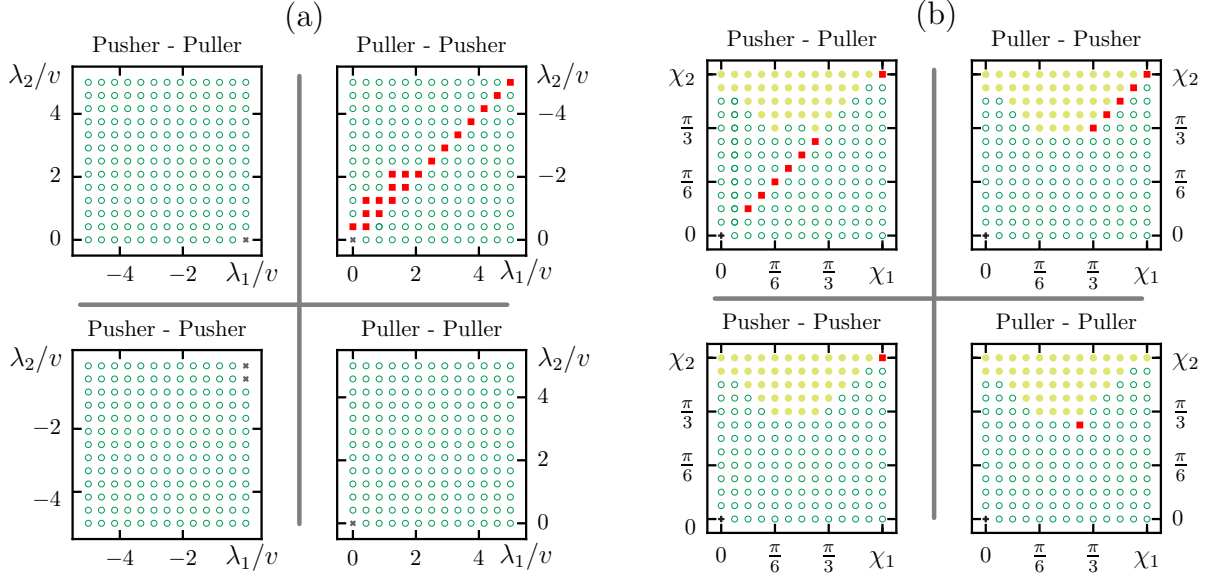 (a)
Pusher - Puller
Puller - Pusher
λ₂/v
4
2
0
−4 −2 λ₁/v
λ₂/v
−4
−2
0
0 2 4 λ₁/v
Pusher - Pusher
Puller - Puller
λ₂/v
−2
−4
−4 −2 λ₁/v
λ₂/v
4
2
0
0 2 4 λ₁/v
(b)
Pusher - Puller
Puller - Pusher
χ₂
π/3
π/6
0
0 π/6 π/3 χ₁
χ₂
π/3
π/6
0
0 π/6 π/3 χ₁
Pusher - Pusher
Puller - Puller
χ₂
π/3
π/6
0
0 π/6 π/3 χ₁
χ₂
π/3
π/6
0
0 π/6 π/3 χ₁